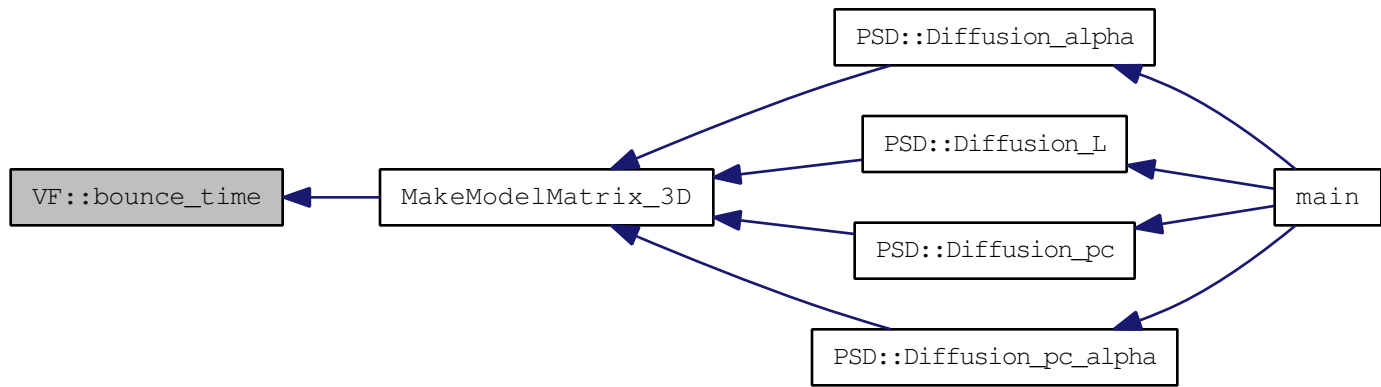 PSD::Diffusion_alpha
PSD::Diffusion_L
VF::bounce_time
MakeModelMatrix_3D
main
PSD::Diffusion_pc
PSD::Diffusion_pc_alpha